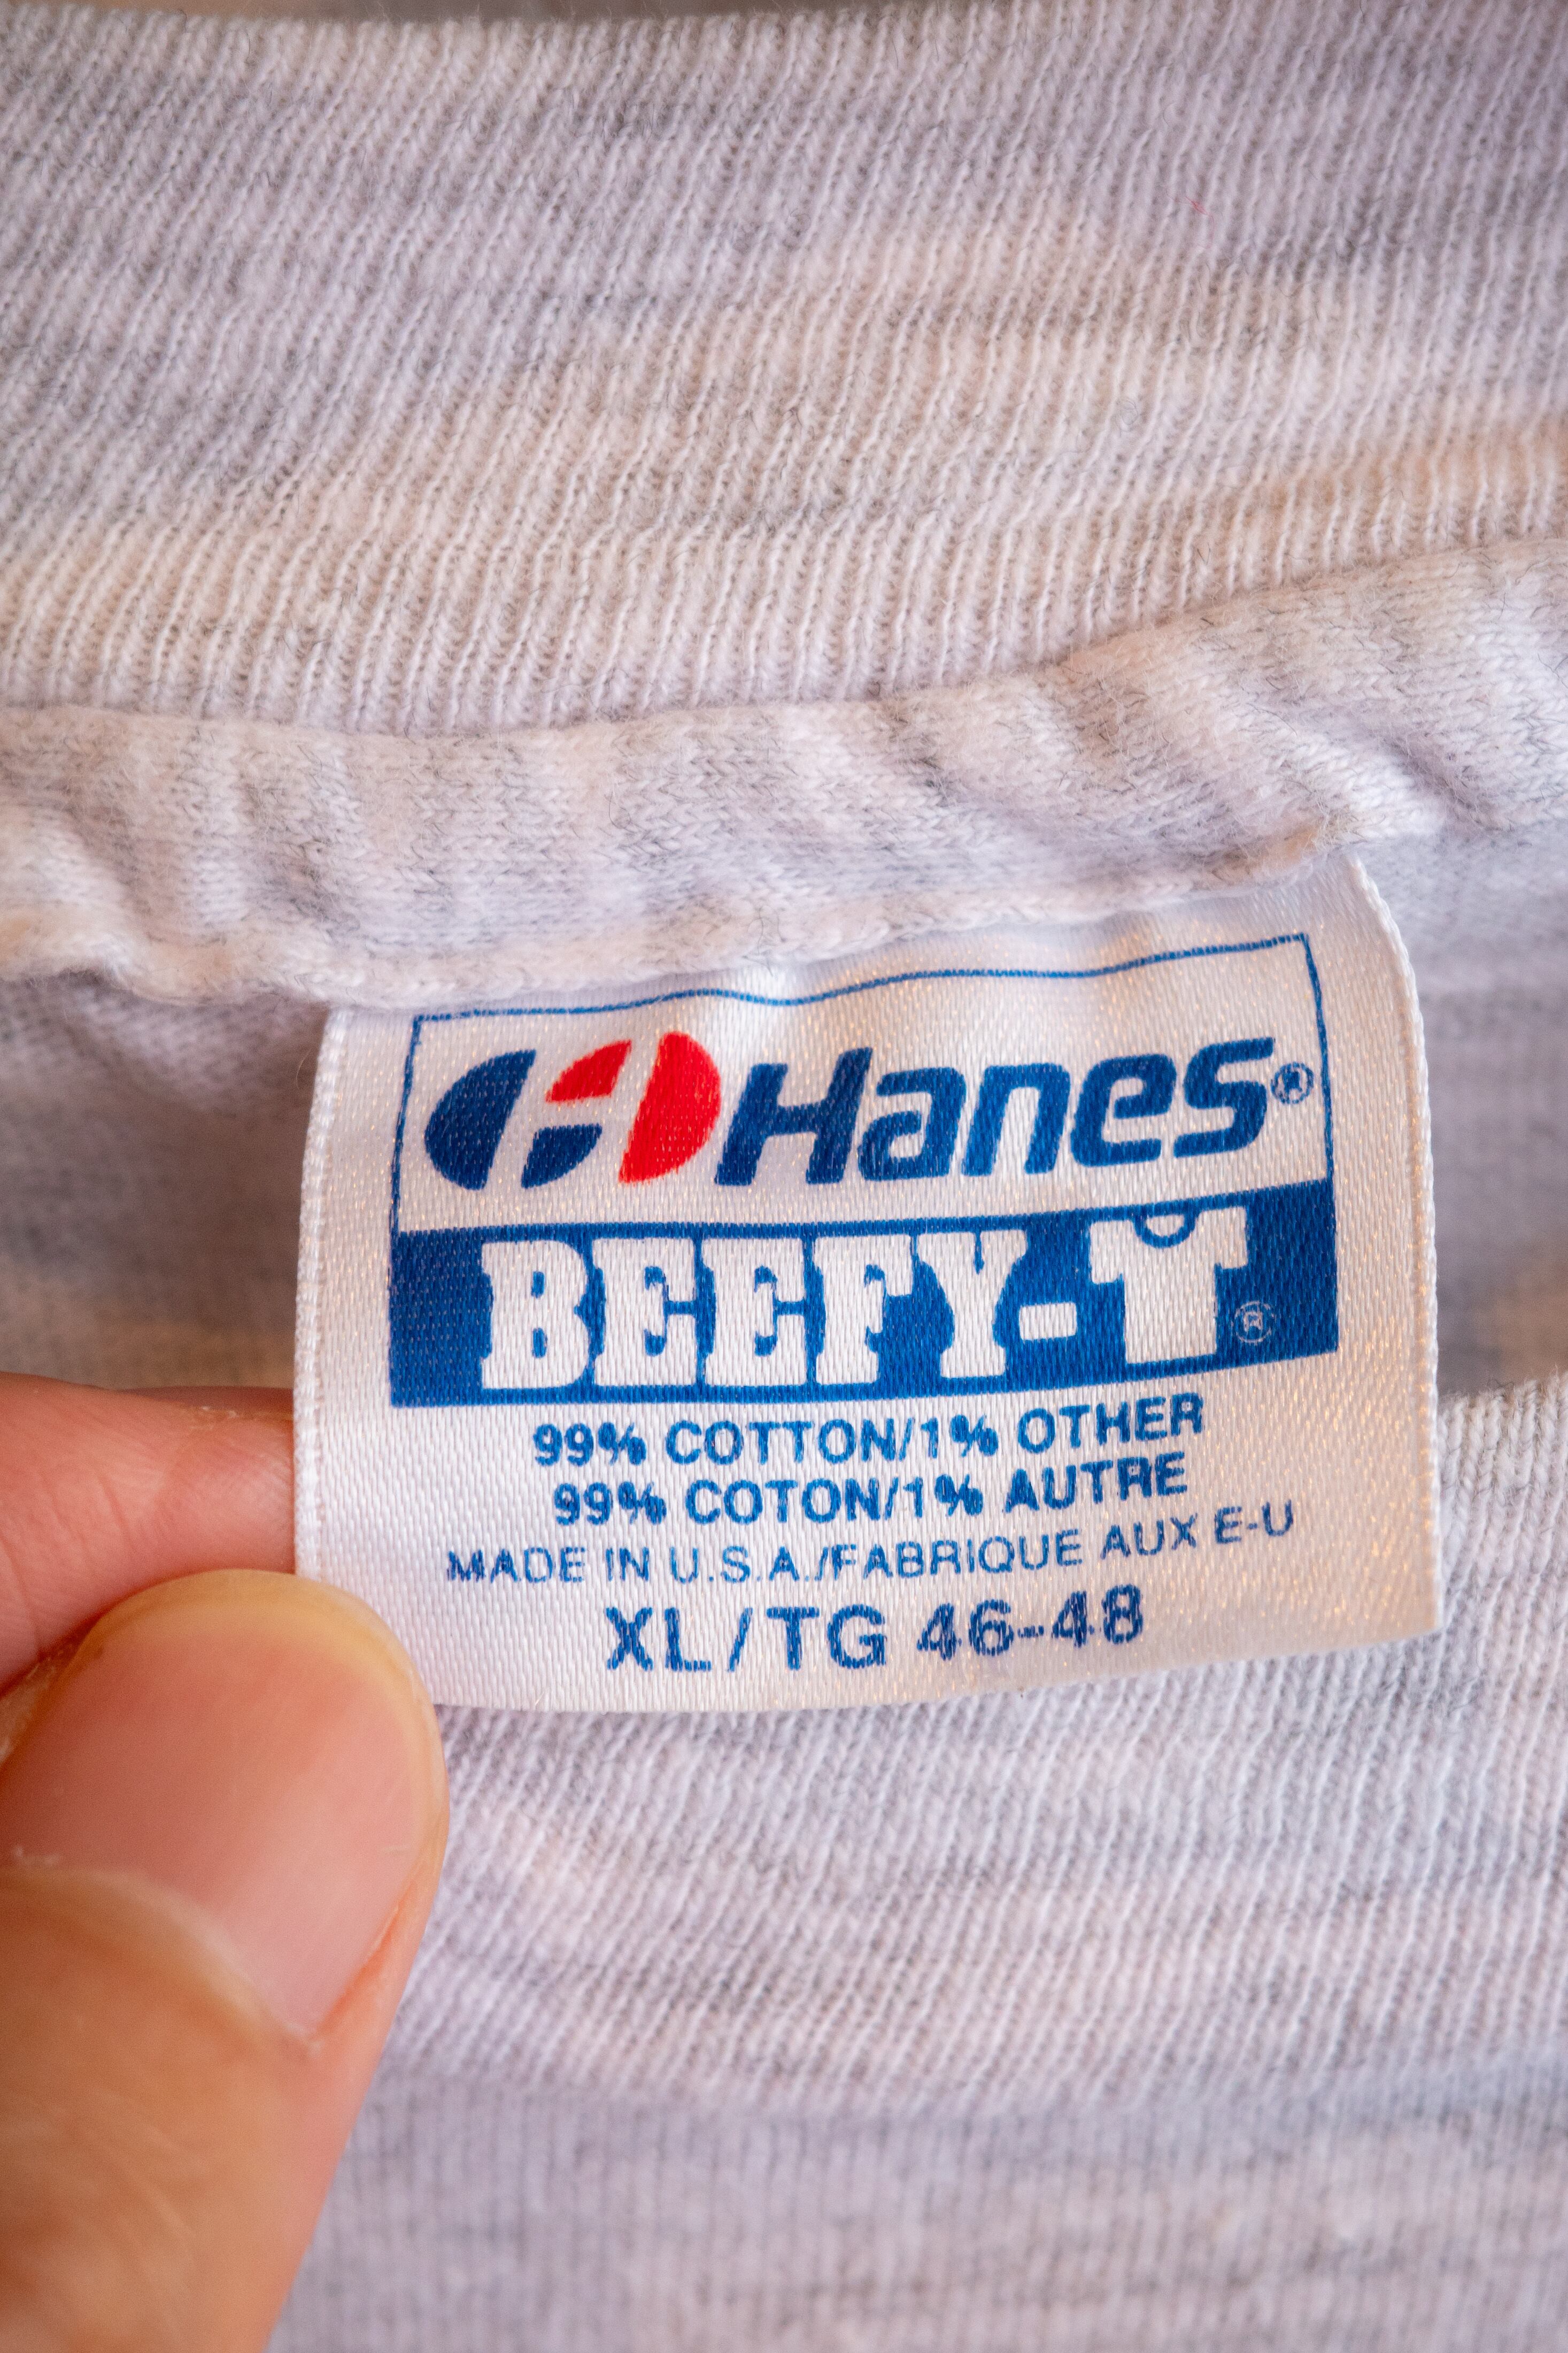 Hanes®
BEEFY-T®
99% COTTON/1% OTHER
99% COTON/1% AUTRE
MADE IN U.S.A./FABRIQUE AUX E-U
XL/TG 46-48